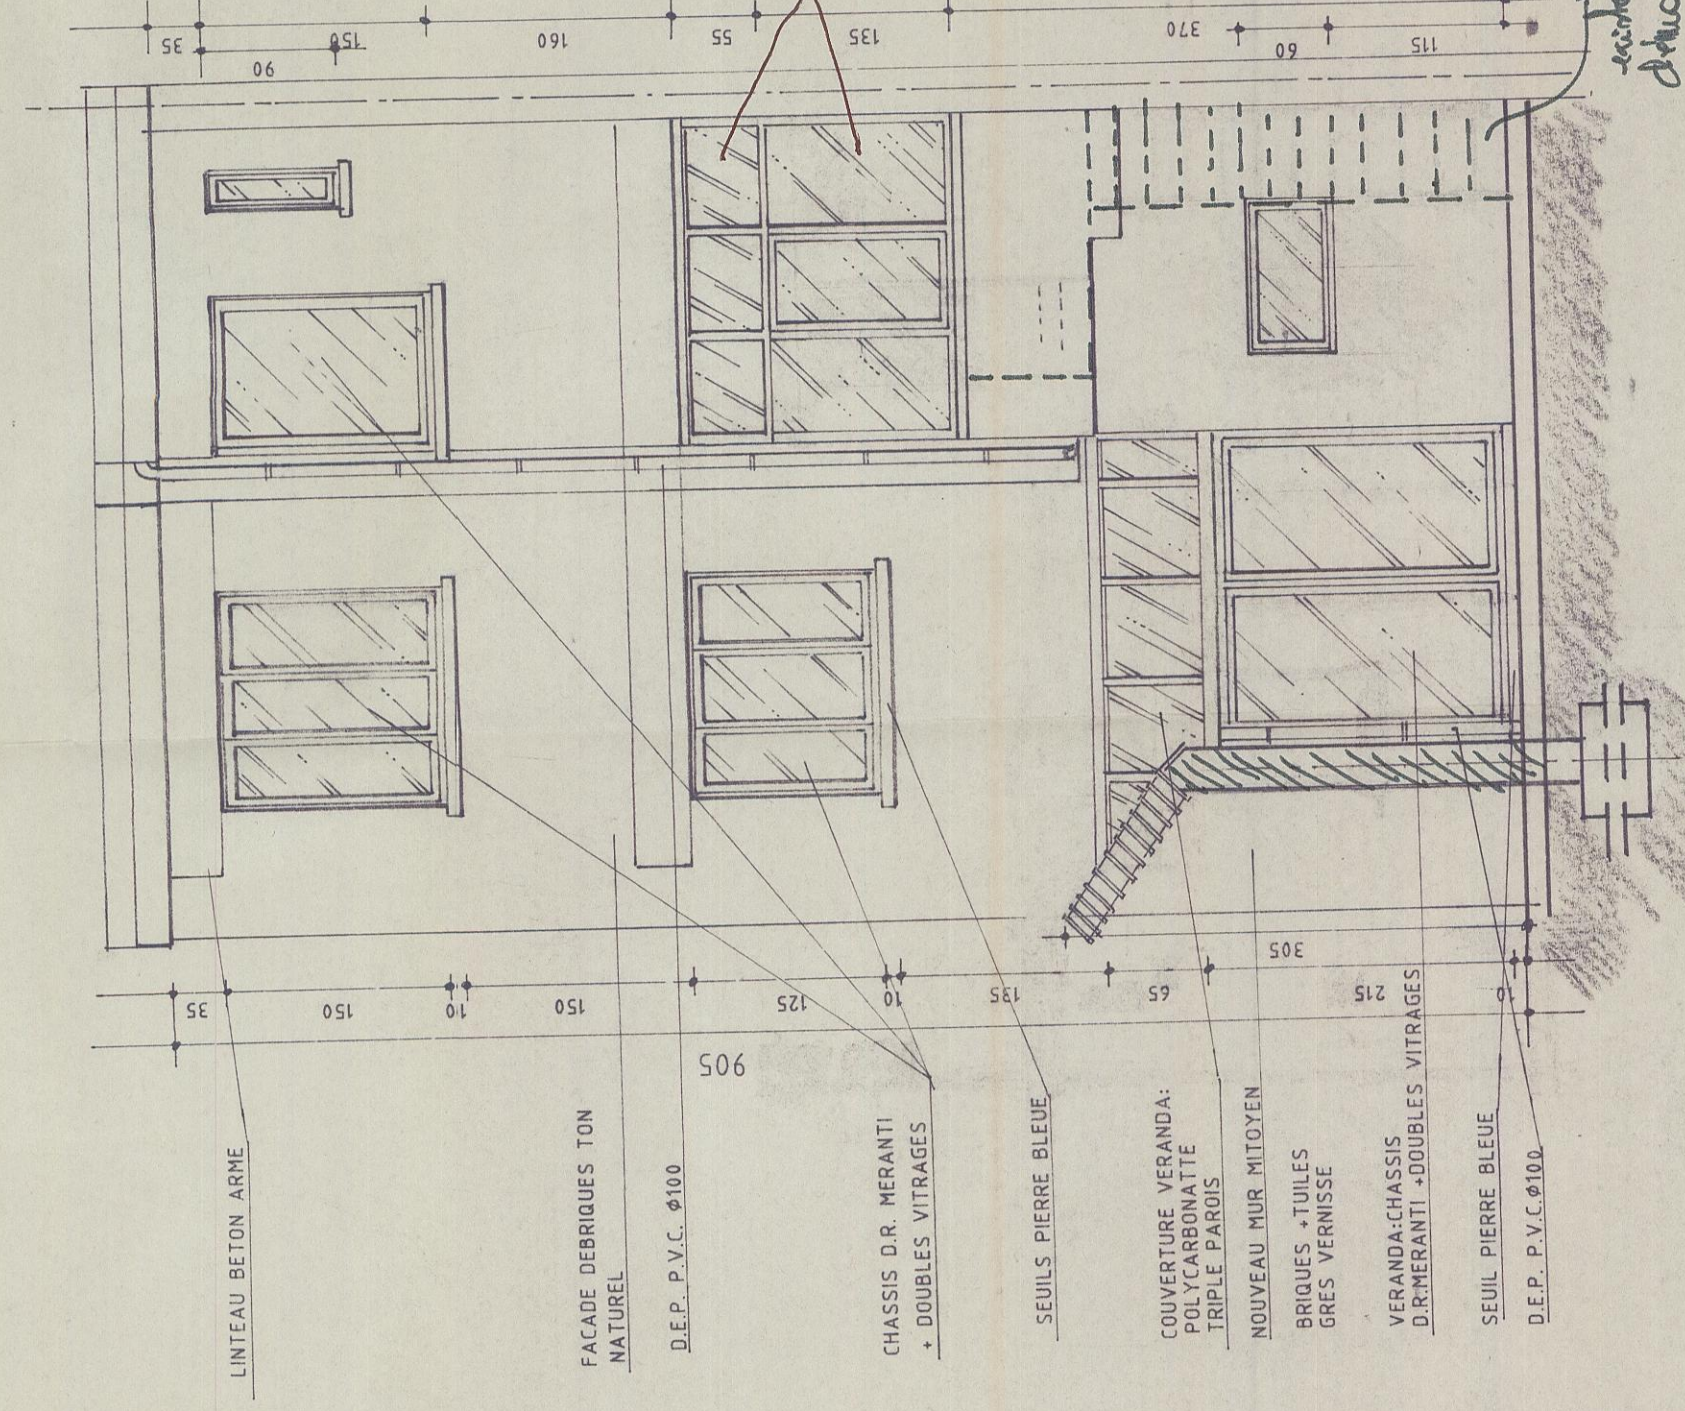 LINTEAU BETON ARME
FACADE DEBRIQUES TON
NATUREL
D.E.P. P.V.C. Ø100
CHASSIS D.R. MERANTI
+ DOUBLES VITRAGES
SEUILS PIERRE BLEUE
COUVERTURE VERANDA:
POLYCARBONATTE
TRIPLE PAROIS
NOUVEAU MUR MITOYEN
BRIQUES +TUILES
GRES VERNISSE
VERANDA:CHASSIS
D.R.MERANTI +DOUBLES VITRAGES
SEUIL PIERRE BLEUE
D.E.P. P.V.C.Ø100
905
35
150
10
150
125
10
135
65
215
10
305
35
150
160
55
135
370
90
60
115